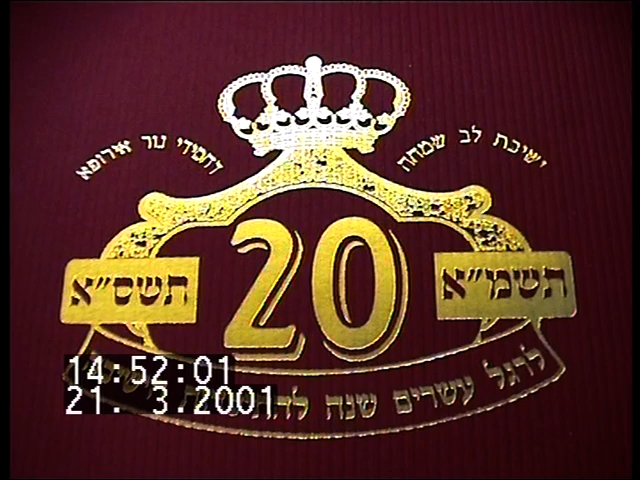 ישיבת לב שמחה
דחסידי גור אירופא
20
תשמ״א
תשס״א
לרגל עשרים שנה
14:52:01
21. 3.2001